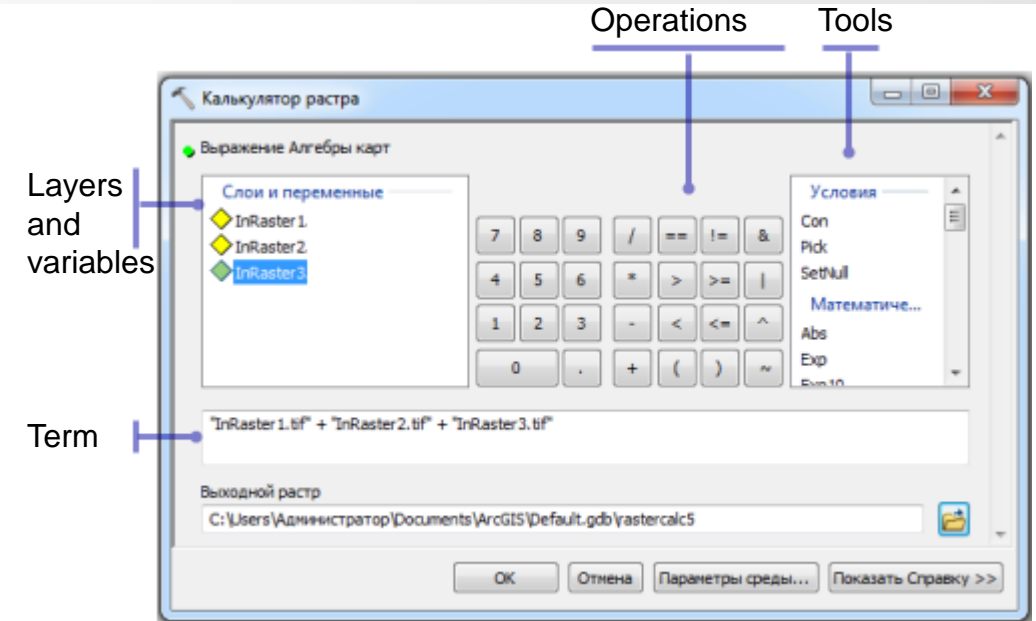 Operations
Tools
Калькулятор растра
Выражение Алгебры карт
Layers
and
variables
Слои и переменные
InRaster1
InRaster2
InRaster3
7 8 9 / == != &
4 5 6 * > >= |
1 2 3 - < <= ^
0 . + ( ) ~
Условия
Con
Pick
SetNull
Математиче...
Abs
Exp
Exp10
Term
"InRaster1.tif" + "InRaster2.tif" + "InRaster3.tif"
Выходной растр
C:\Users\Администратор\Documents\ArcGIS\Default.gdb\rastercalc5
OK
Отмена
Параметры среды...
Показать Справку >>